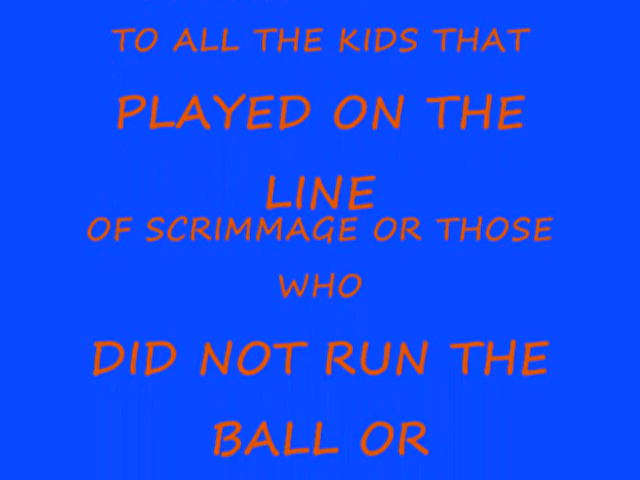 TO ALL THE KIDS THAT
PLAYED ON THE
LINE
OF SCRIMMAGE OR THOSE
WHO
DID NOT RUN THE
BALL OR